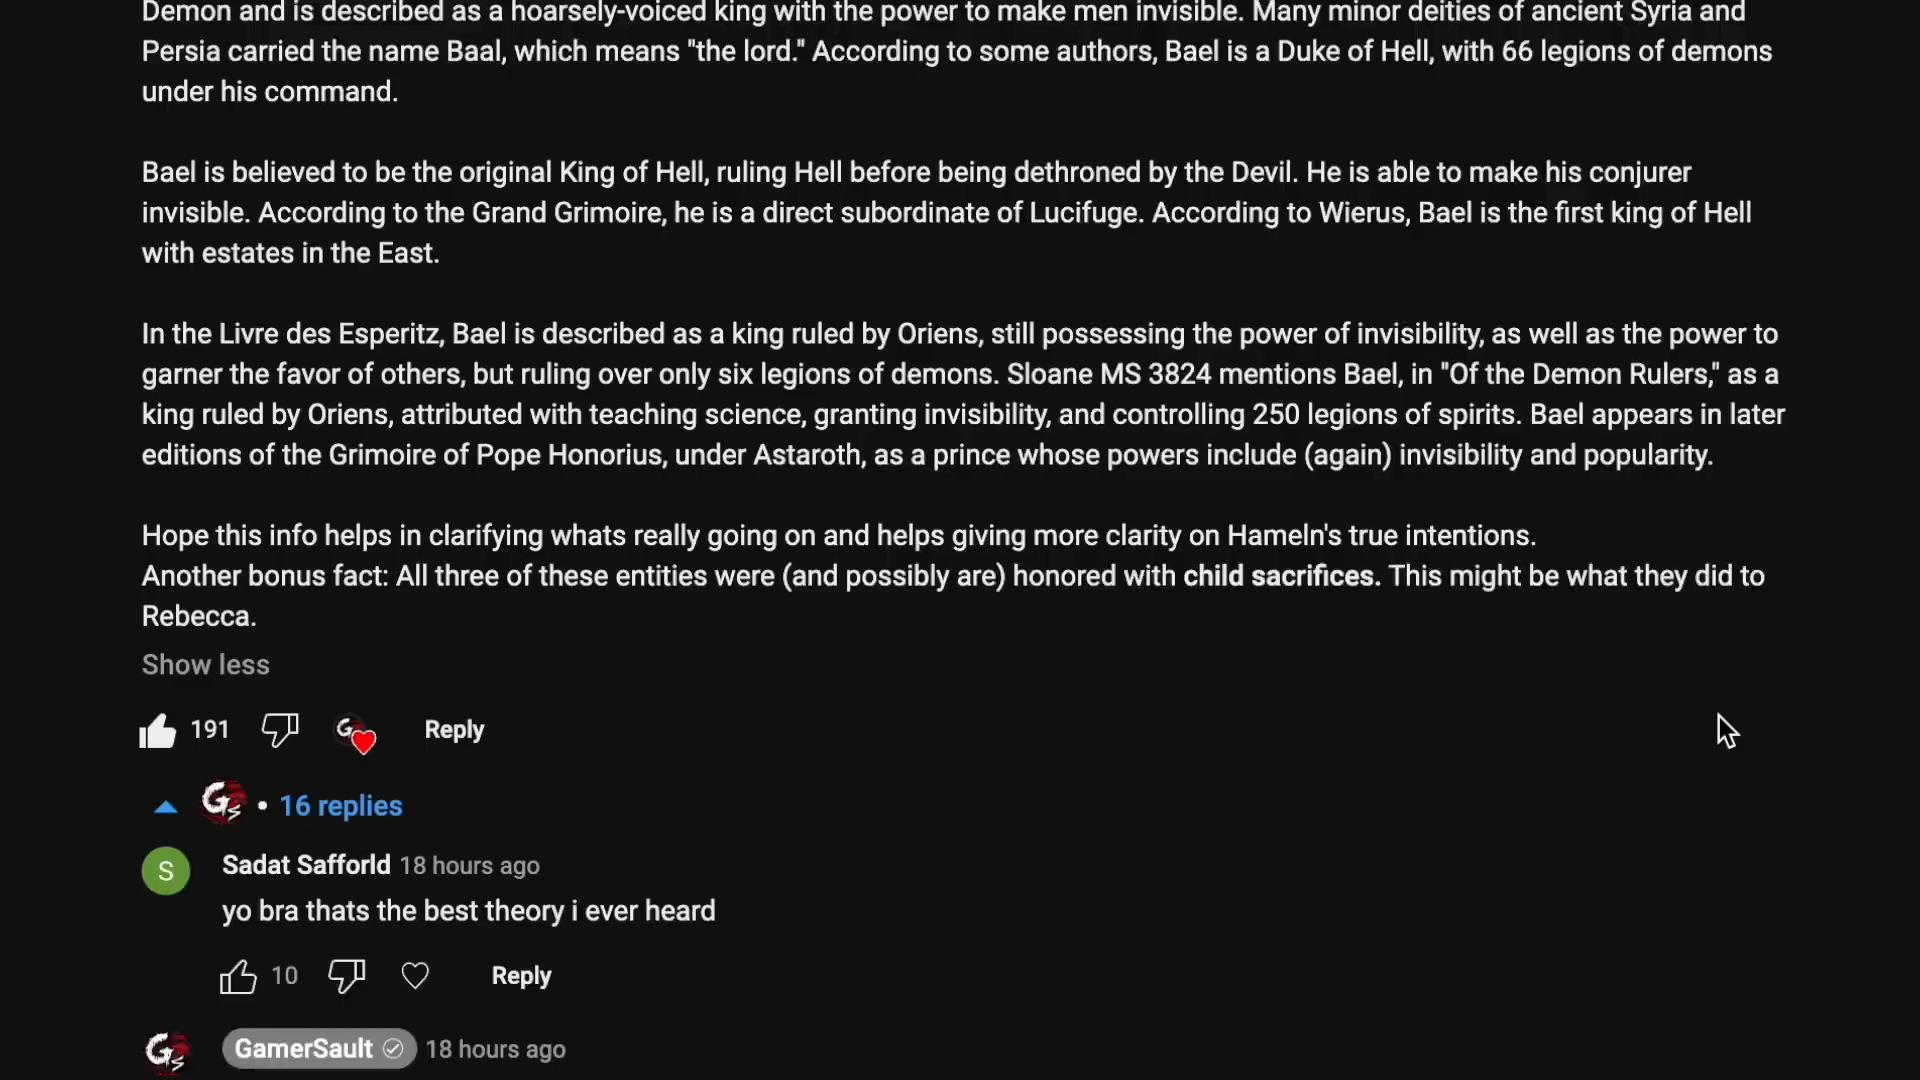 Demon and is described as a hoarsely-voiced king with the power to make men invisible. Many minor deities of ancient Syria and
Persia carried the name Baal, which means "the lord." According to some authors, Bael is a Duke of Hell, with 66 legions of demons
under his command.
Bael is believed to be the original King of Hell, ruling Hell before being dethroned by the Devil. He is able to make his conjurer
invisible. According to the Grand Grimoire, he is a direct subordinate of Lucifuge. According to Wierus, Bael is the first king of Hell
with estates in the East.
In the Livre des Esperitz, Bael is described as a king ruled by Oriens, still possessing the power of invisibility, as well as the power to
garner the favor of others, but ruling over only six legions of demons. Sloane MS 3824 mentions Bael, in "Of the Demon Rulers," as a
king ruled by Oriens, attributed with teaching science, granting invisibility, and controlling 250 legions of spirits. Bael appears in later
editions of the Grimoire of Pope Honorius, under Astaroth, as a prince whose powers include (again) invisibility and popularity.
Hope this info helps in clarifying whats really going on and helps giving more clarity on Hameln's true intentions.
Another bonus fact: All three of these entities were (and possibly are) honored with child sacrifices. This might be what they did to
Rebecca.
Show less
191 Reply
• 16 replies
S Sadat Safforld 18 hours ago
yo bra thats the best theory i ever heard
10 Reply
GamerSault 18 hours ago